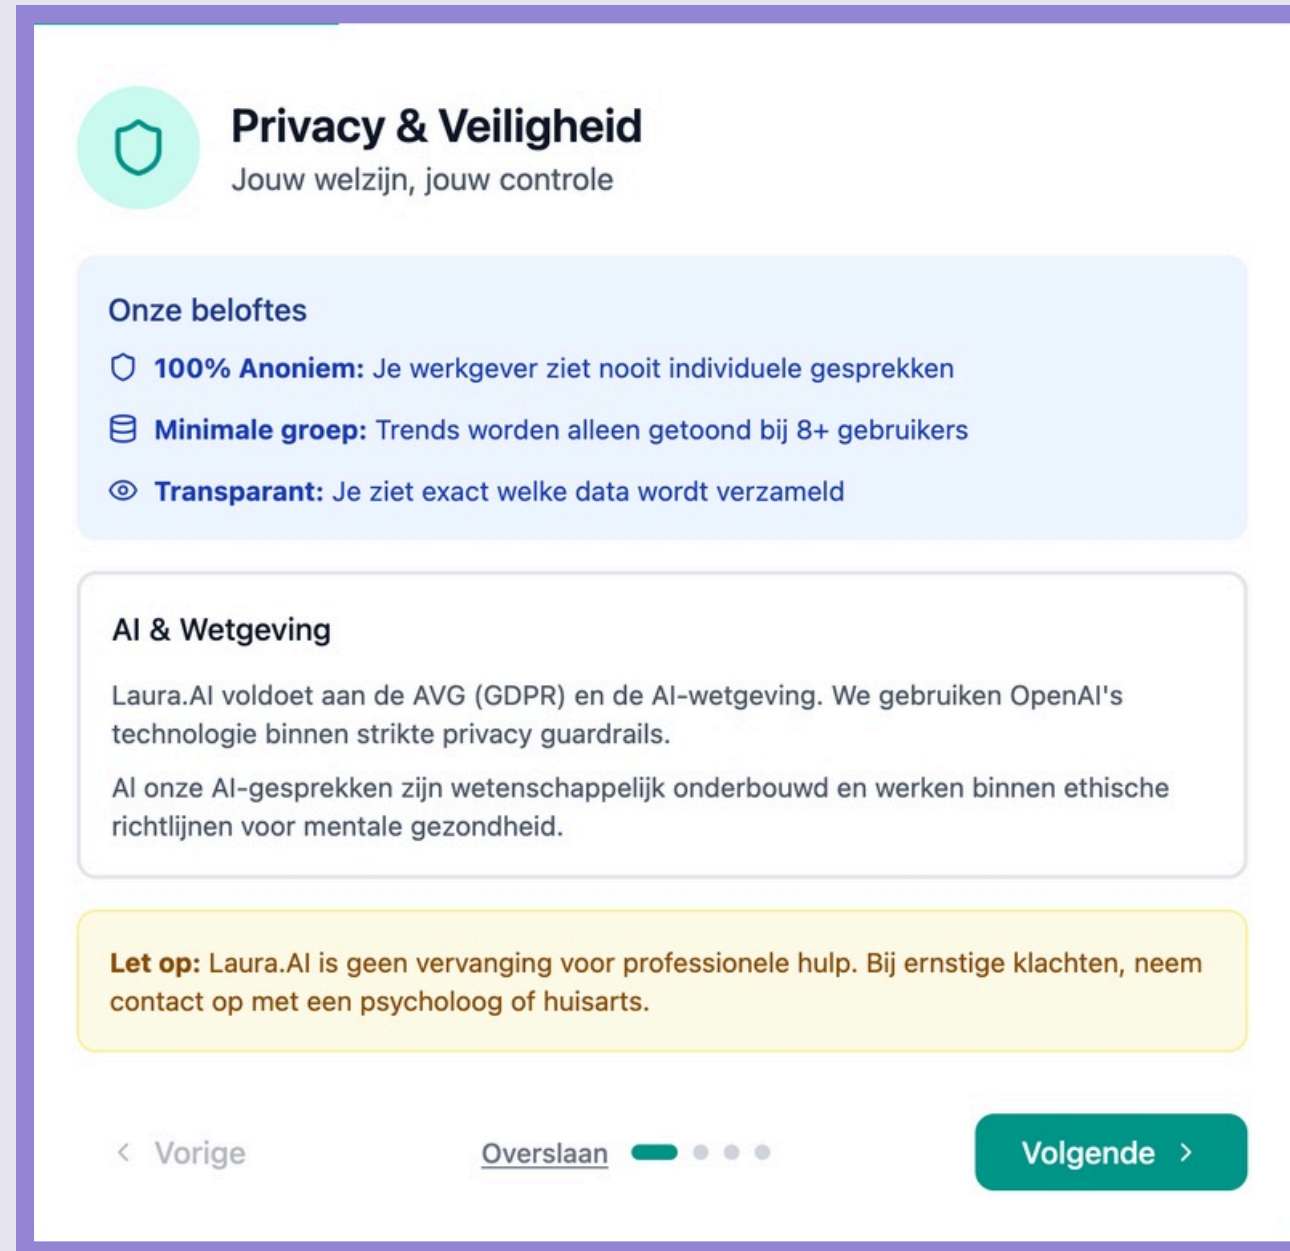 Privacy & Veiligheid
Jouw welzijn, jouw controle
Onze beloftes
100% Anoniem: Je werkgever ziet nooit individuele gesprekken
Minimale groep: Trends worden alleen getoond bij 8+ gebruikers
Transparant: Je ziet exact welke data wordt verzameld
AI & Wetgeving
Laura.AI voldoet aan de AVG (GDPR) en de AI-wetgeving. We gebruiken OpenAI's
technologie binnen strikte privacy guardrails.
Al onze AI-gesprekken zijn wetenschappelijk onderbouwd en werken binnen ethische
richtlijnen voor mentale gezondheid.
Let op: Laura.AI is geen vervanging voor professionele hulp. Bij ernstige klachten, neem
contact op met een psycholoog of huisarts.
Vorige
Overslaan
Volgende